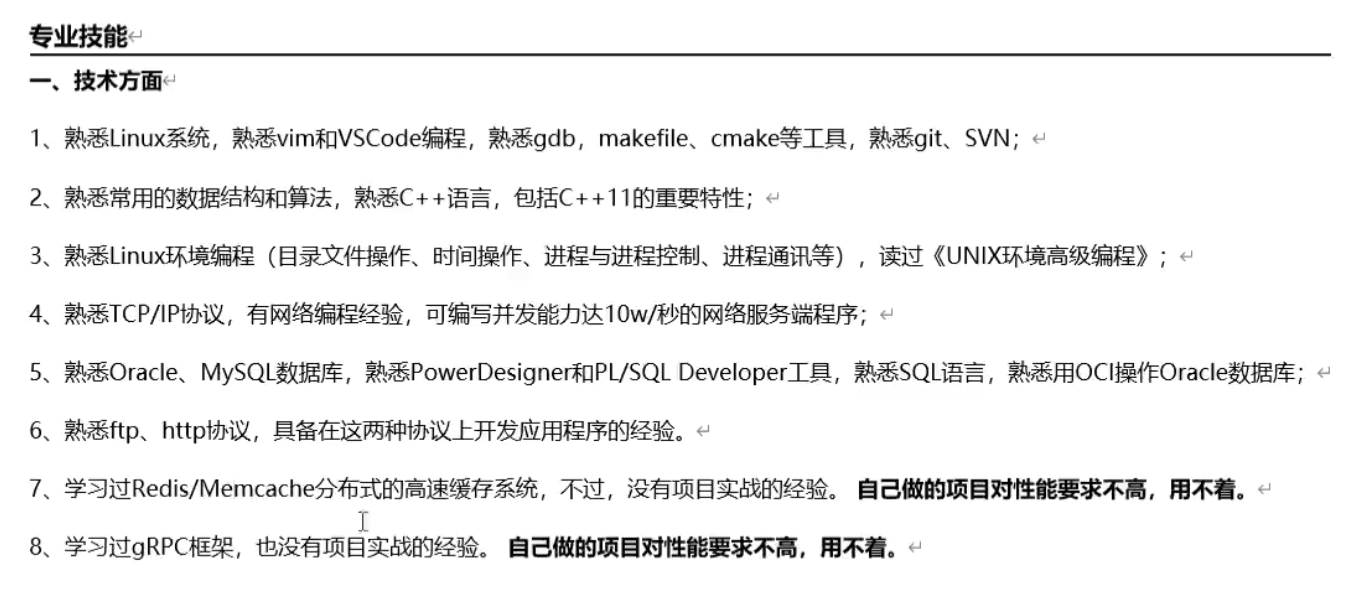 专业技能
一、技术方面
1、熟悉Linux系统，熟悉vim和VSCode编程，熟悉gdb，makefile、cmake等工具，熟悉git、SVN；
2、熟悉常用的数据结构和算法，熟悉C++语言，包括C++11的重要特性；
3、熟悉Linux环境编程（目录文件操作、时间操作、进程与进程控制、进程通讯等），读过《UNIX环境高级编程》；
4、熟悉TCP/IP协议，有网络编程经验，可编写并发能力达10w/秒的网络服务端程序；
5、熟悉Oracle、MySQL数据库，熟悉PowerDesigner和PL/SQL Developer工具，熟悉SQL语言，熟悉用OCI操作Oracle数据库；
6、熟悉ftp、http协议，具备在这两种协议上开发应用程序的经验。
7、学习过Redis/Memcache分布式的高速缓存系统，不过，没有项目实战的经验。 自己做的项目对性能要求不高，用不着。
8、学习过gRPC框架，也没有项目实战的经验。 自己做的项目对性能要求不高，用不着。